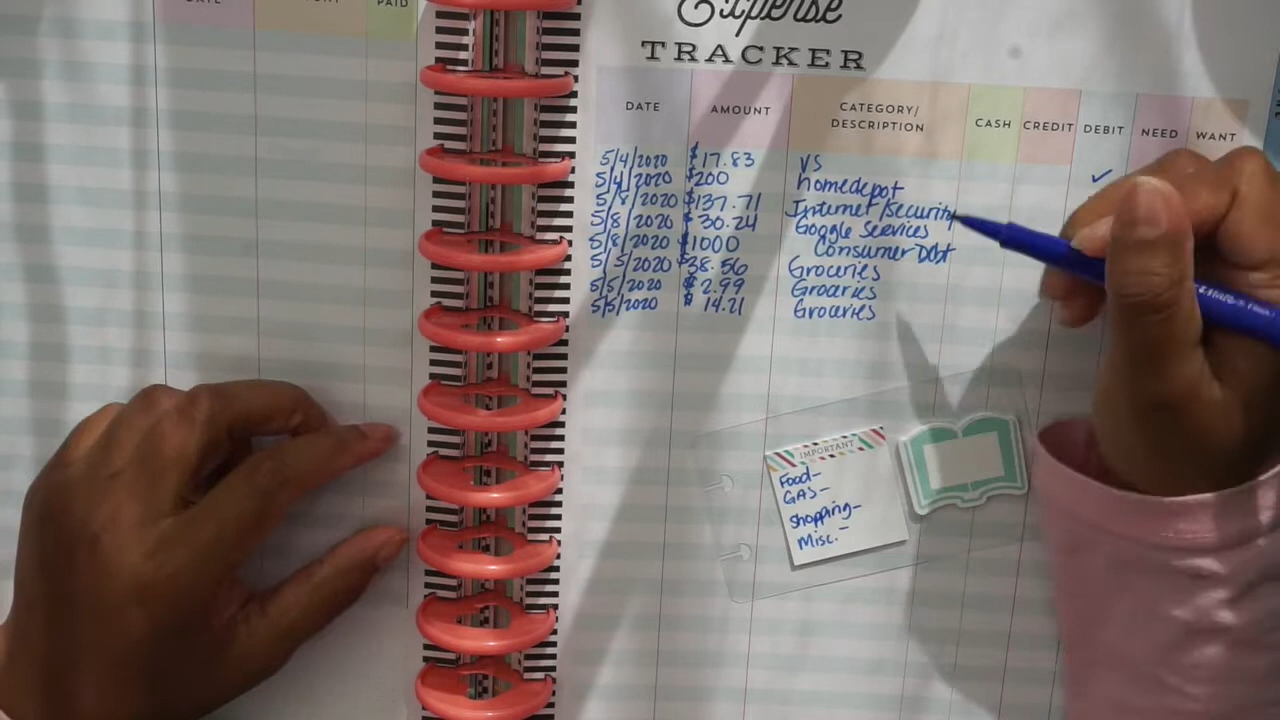 DATE
PAID
Expense
TRACKER
DATE AMOUNT CATEGORY/ DESCRIPTION CASH CREDIT DEBIT NEED WANT
5/4/2020 $17.83 VS
5/4/2020 $200 homedepot ✓
5/8/2020 $137.71 Internet/security
5/8/2020 $30.24 Google Services
5/8/2020 $1000 Consumer Debt
5/5/2020 $38.56 Groceries
5/5/2020 $2.99 Groceries
5/5/2020 $14.21 Groceries
IMPORTANT
Food-
GAS-
shopping-
Misc.-